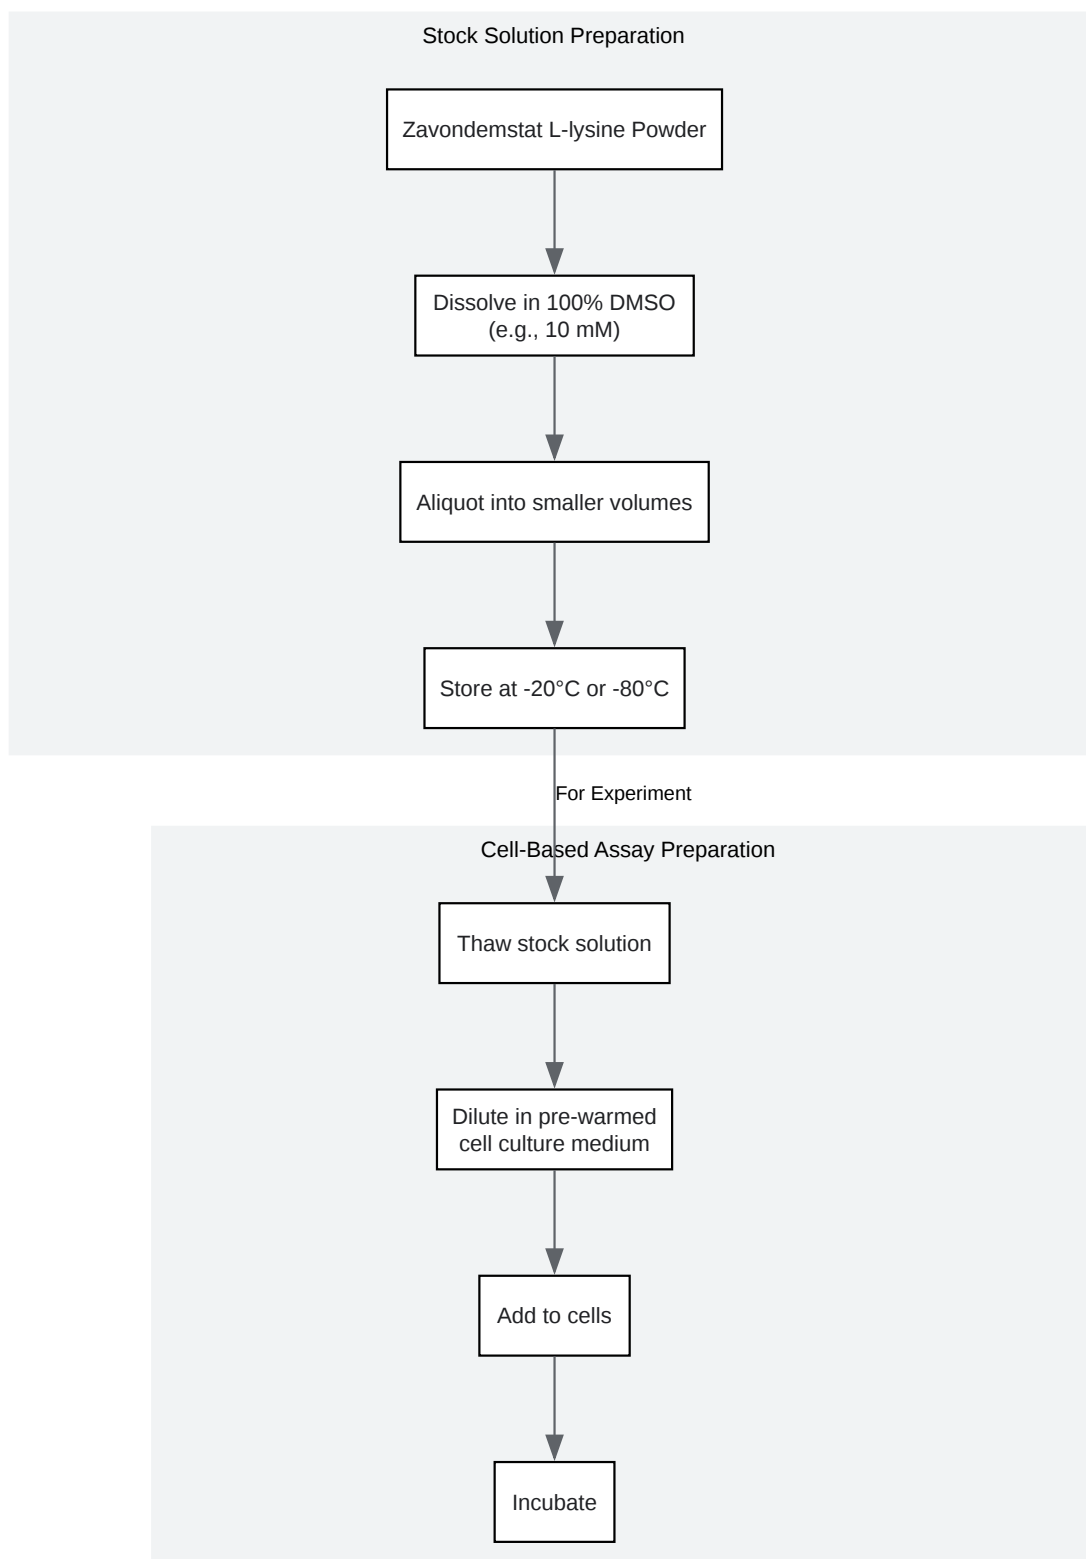 Stock Solution Preparation
Zavondemstat L-lysine Powder
Dissolve in 100% DMSO
(e.g., 10 mM)
Aliquot into smaller volumes
Store at -20°C or -80°C
For Experiment
Cell-Based Assay Preparation
Thaw stock solution
Dilute in pre-warmed
cell culture medium
Add to cells
Incubate